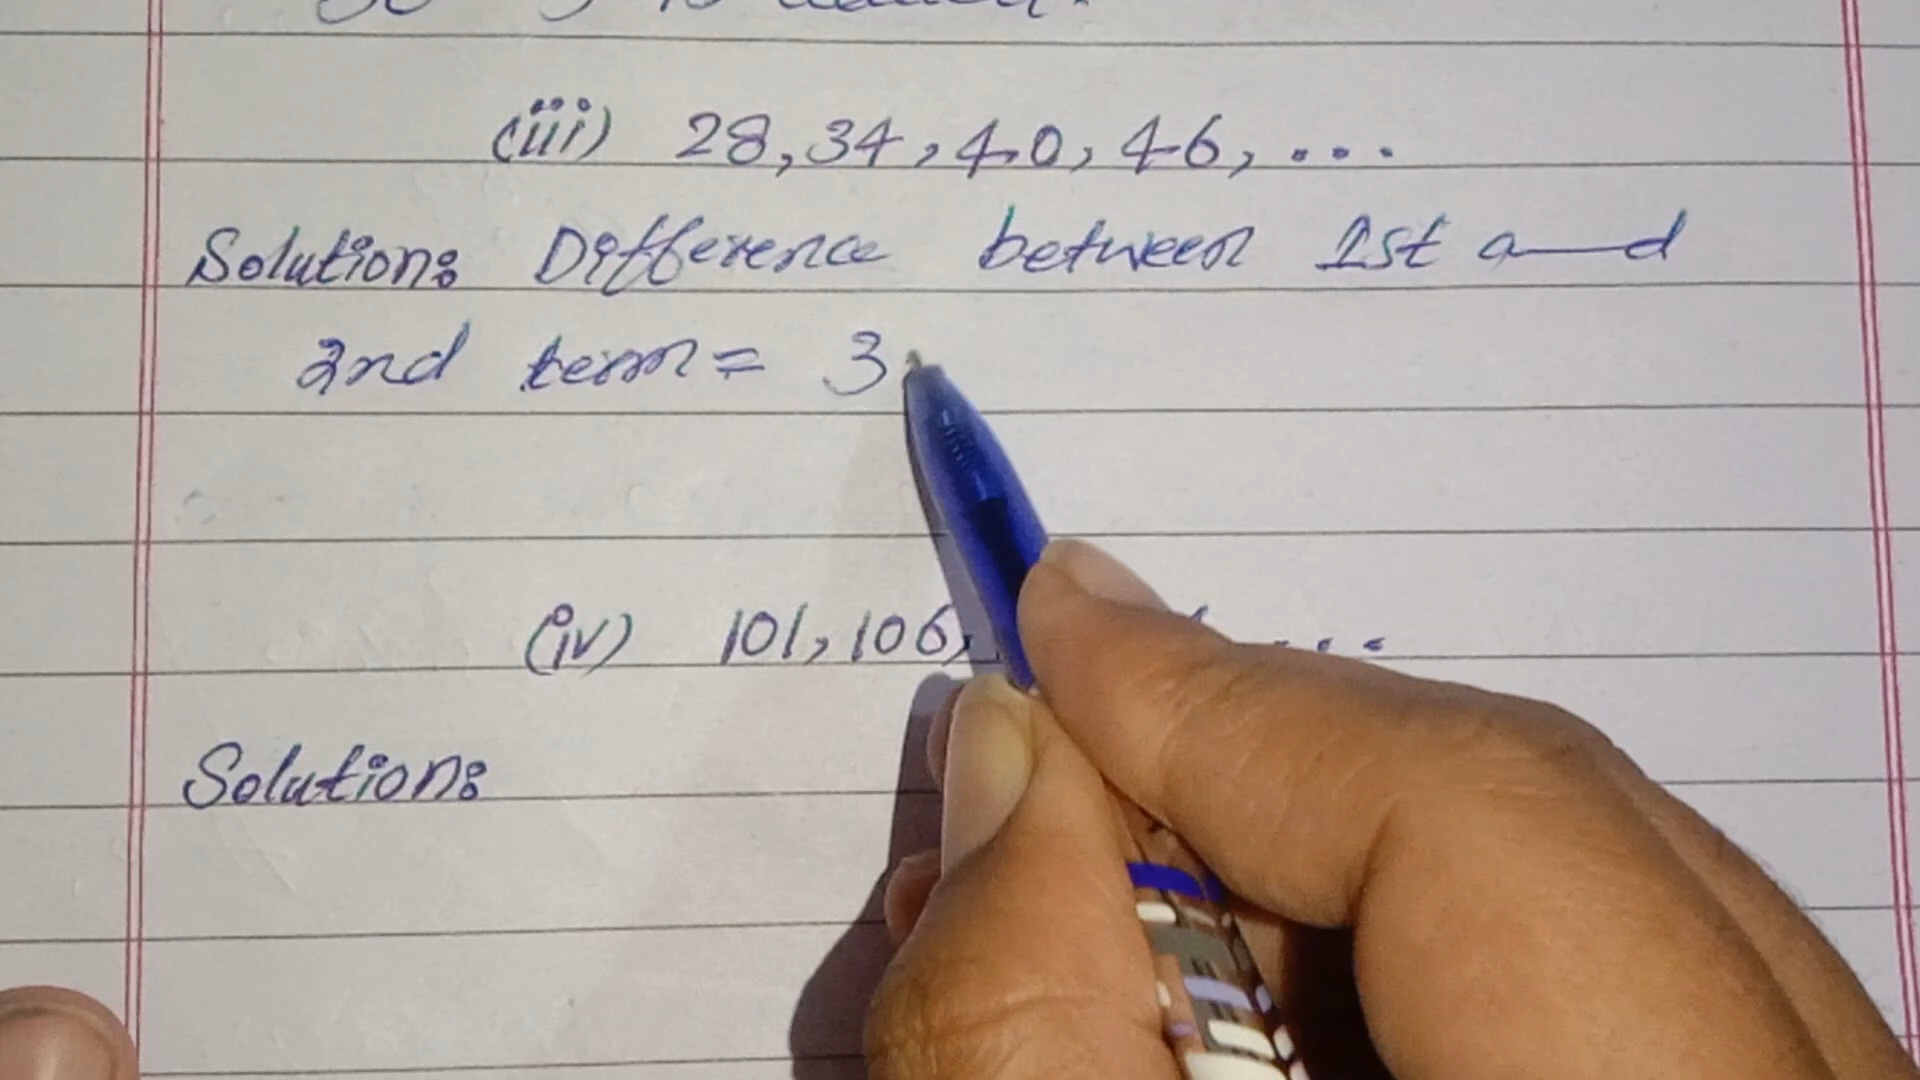 (iii) 28, 34, 40, 46, ...
Solution: Difference between 1st and
2nd term = 3
(iv) 101, 106,
Solution: